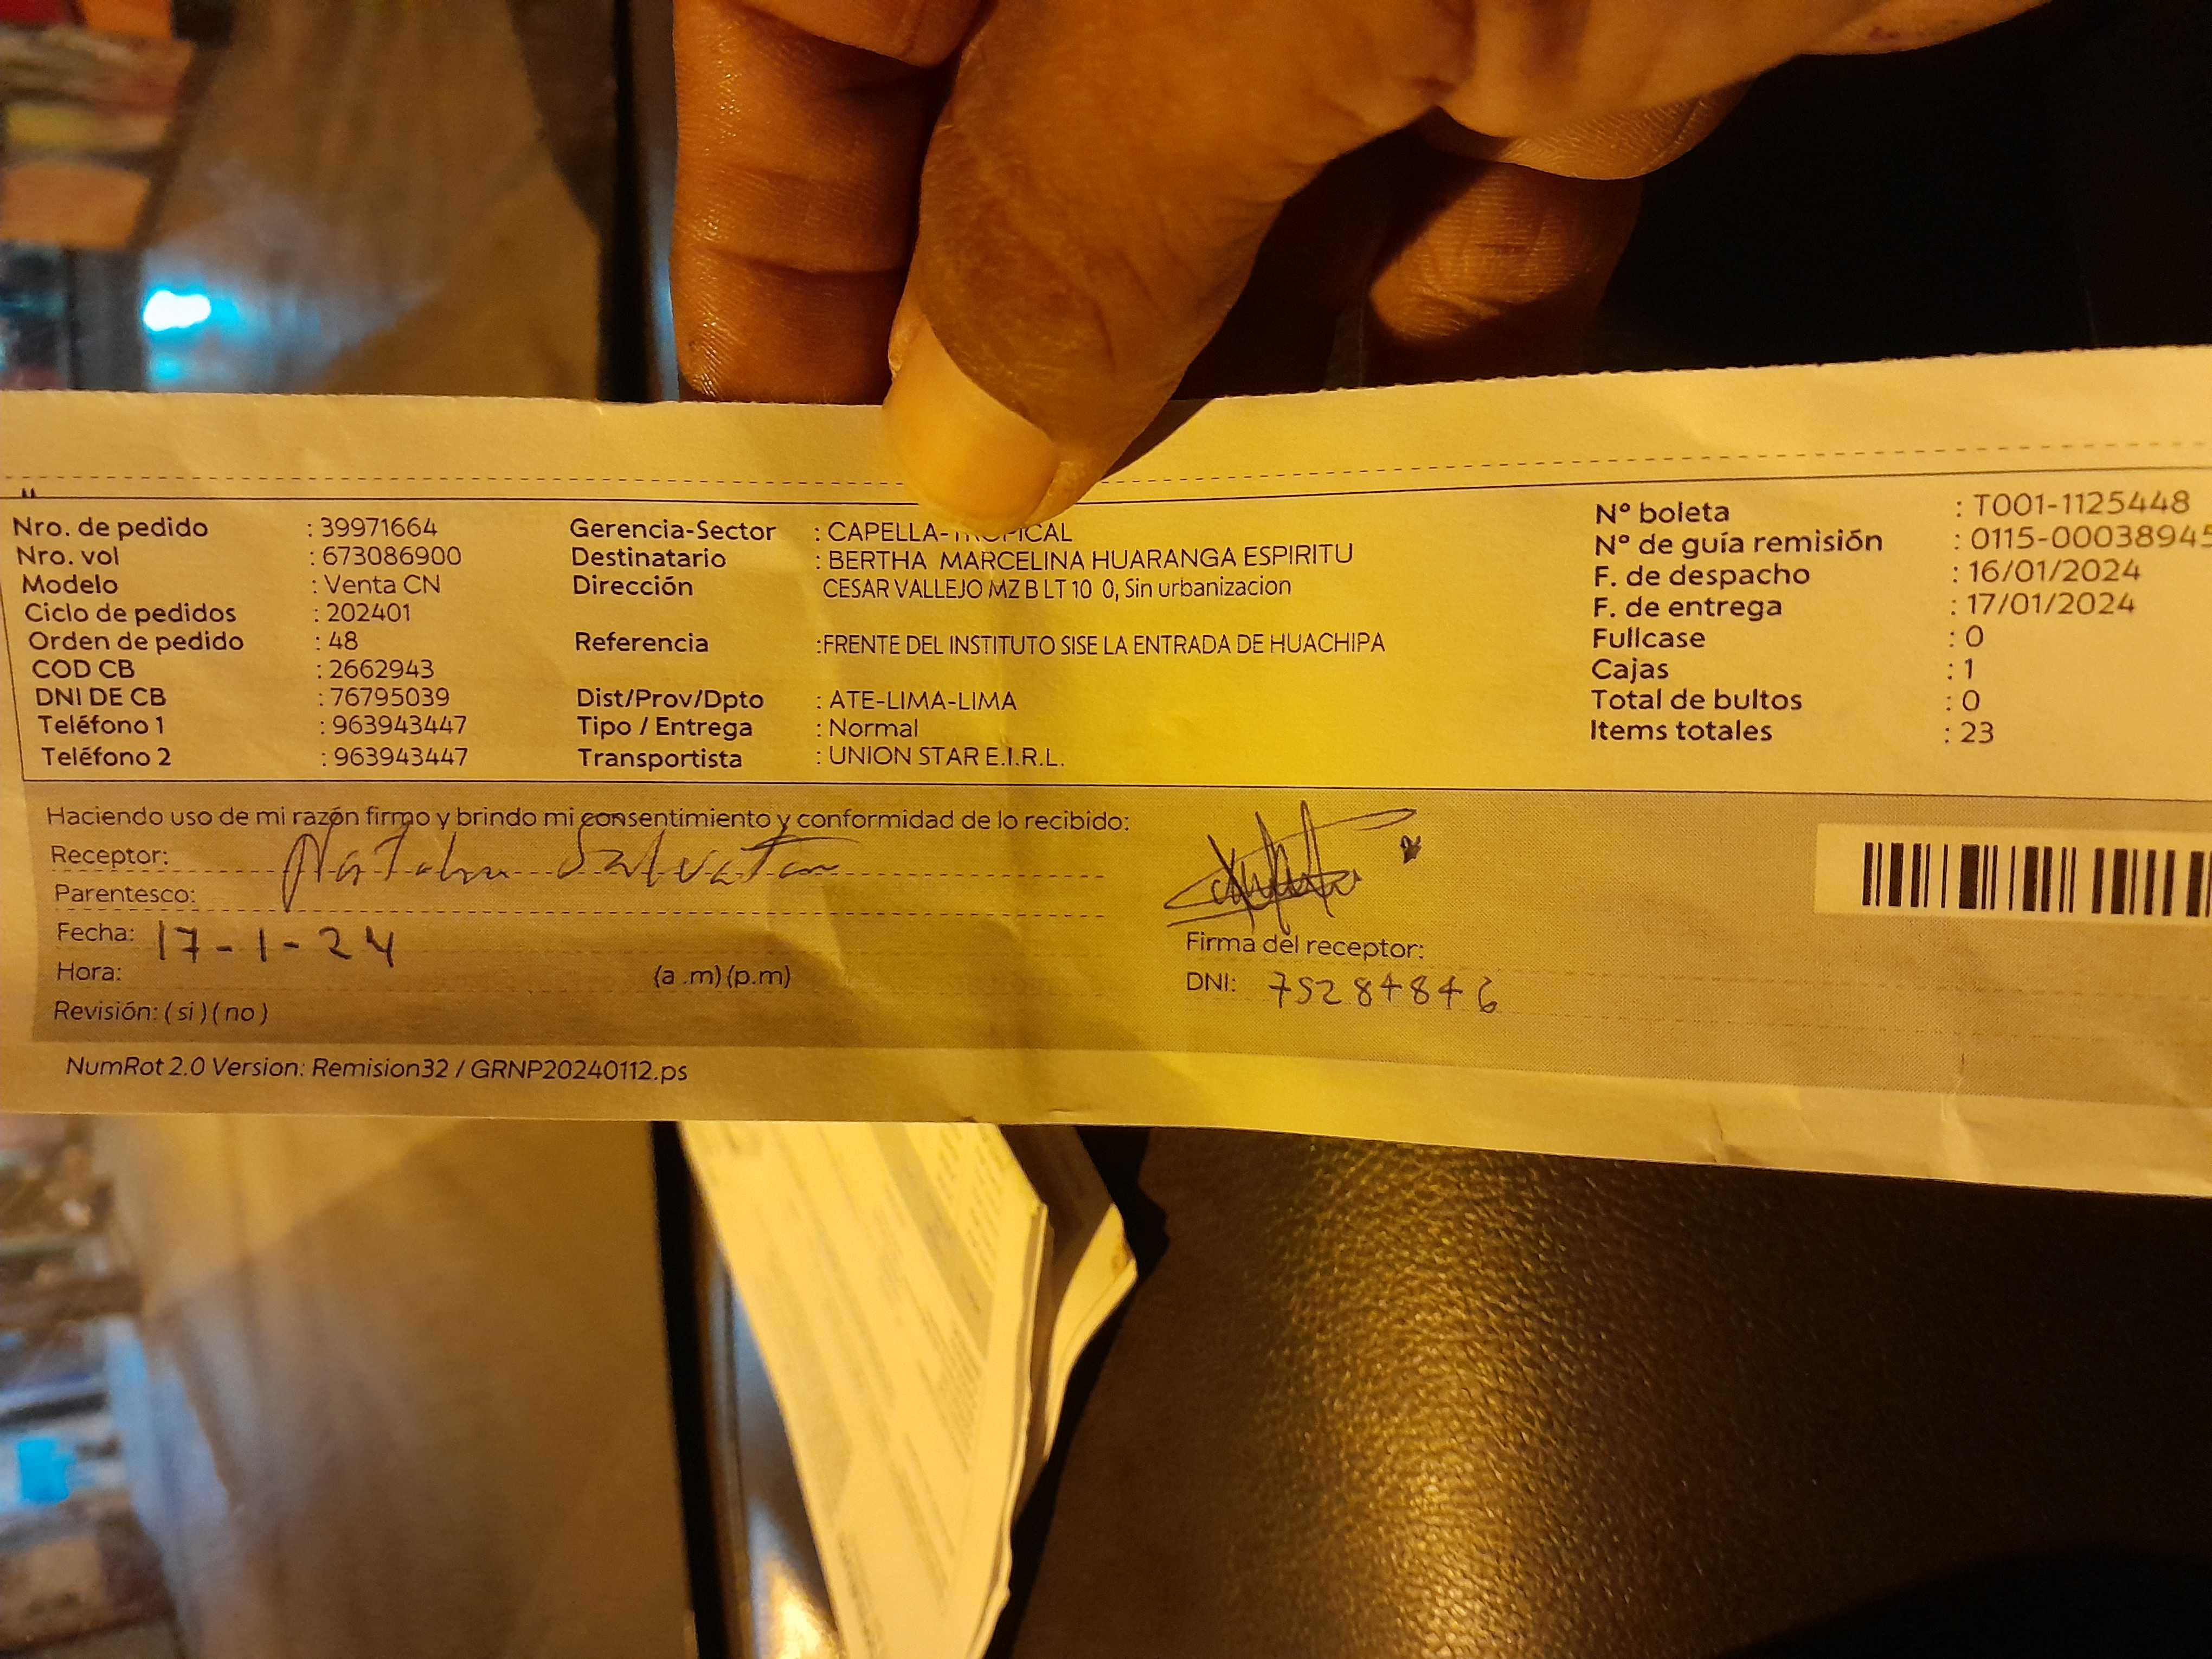 Nro. de pedido : 39971664
Nro. vol : 673086900
Modelo : Venta CN
Ciclo de pedidos : 202401
Orden de pedido : 48
COD CB : 2662943
DNI DE CB : 76795039
Teléfono 1 : 963943447
Teléfono 2 : 963943447
Gerencia-Sector : CAPELLA-TROPICAL
Destinatario : BERTHA MARCELINA HUARANGA ESPIRITU
Dirección CESAR VALLEJO MZ B LT 10 0, Sin urbanizacion
Referencia :FRENTE DEL INSTITUTO SISE LA ENTRADA DE HUACHIPA
Dist/Prov/Dpto : ATE-LIMA-LIMA
Tipo / Entrega : Normal
Transportista : UNION STAR E.I.R.L.
N° boleta : T001-1125448
N° de guía remisión : 0115-00038945
F. de despacho : 16/01/2024
F. de entrega : 17/01/2024
Fullcase : 0
Cajas : 1
Total de bultos : 0
Items totales : 23
Haciendo uso de mi razón firmo y brindo mi consentimiento y conformidad de lo recibido:
Receptor:
Parentesco:
Fecha: 17-1-24
Hora: (a .m) (p.m)
Revisión: ( si ) ( no )
Firma del receptor:
DNI: 75284846
NumRot 2.0 Version: Remision32 / GRNP20240112.ps